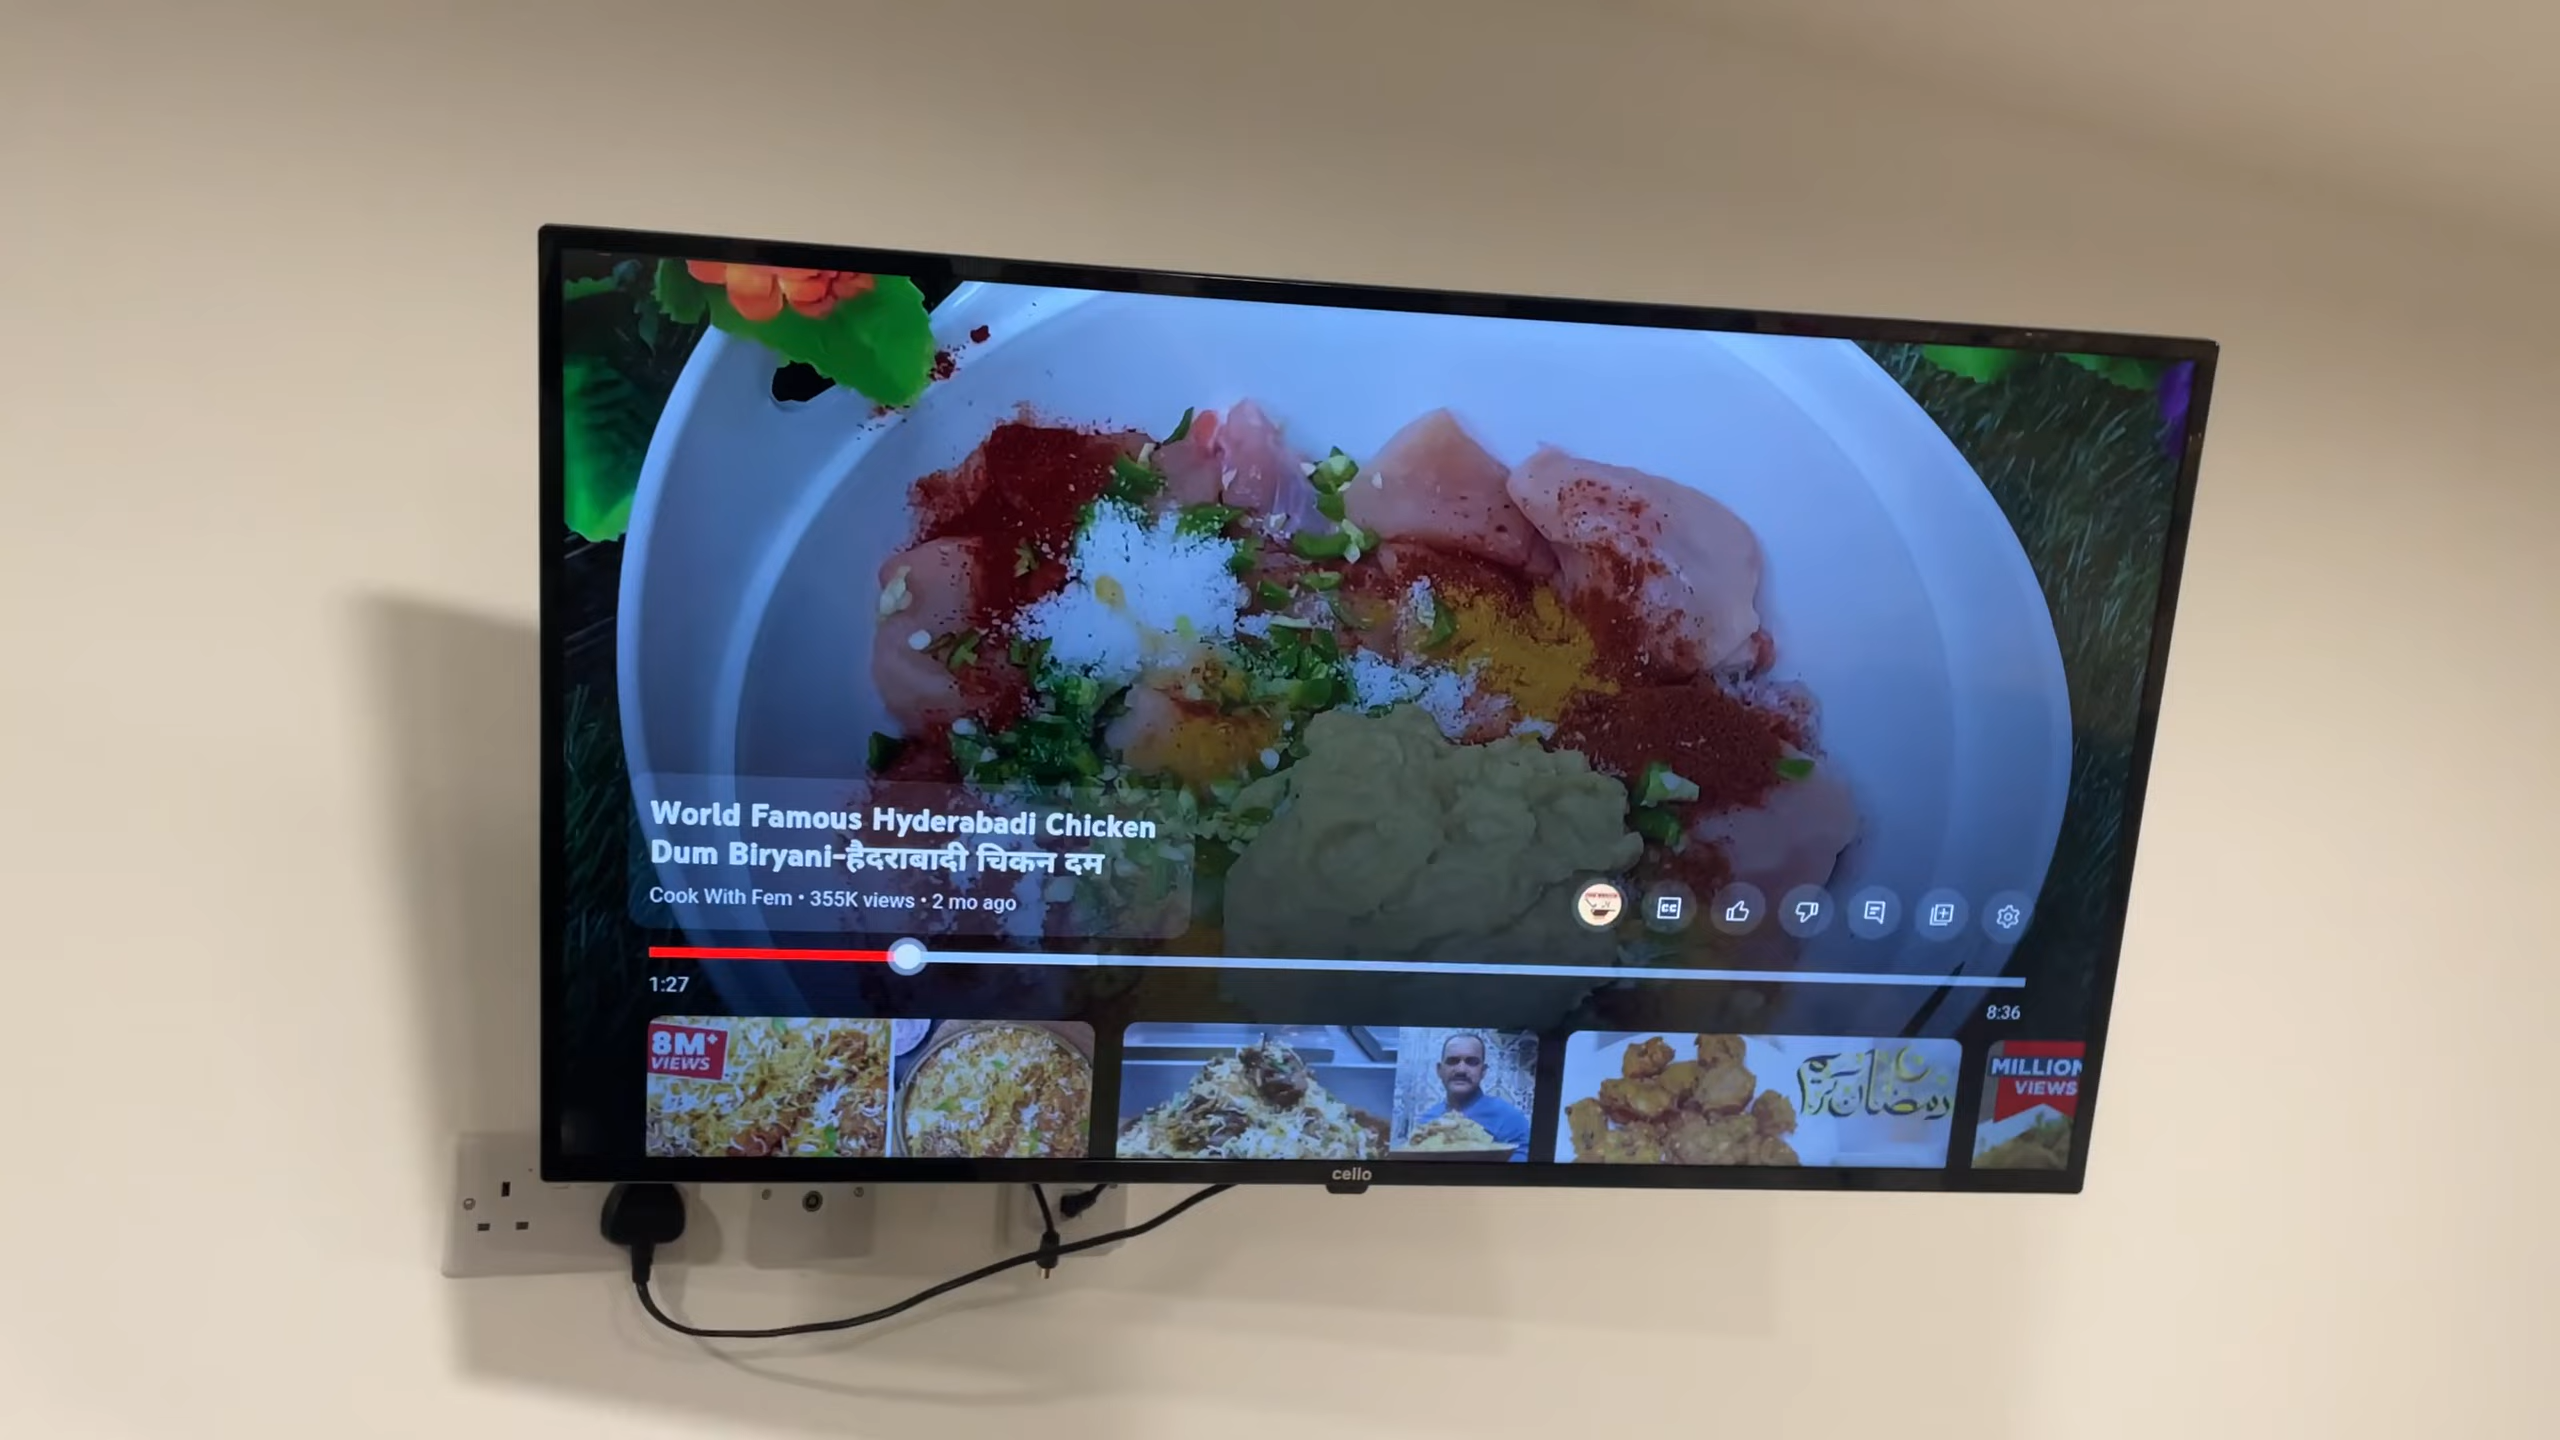 World Famous Hyderabadi Chicken
Dum Biryani-हैदराबादी चिकन दम
Cook With Fem • 355K views • 2 mo ago
CC
1:27
8:36
8M+
VIEWS
MILLION
VIEWS
cello